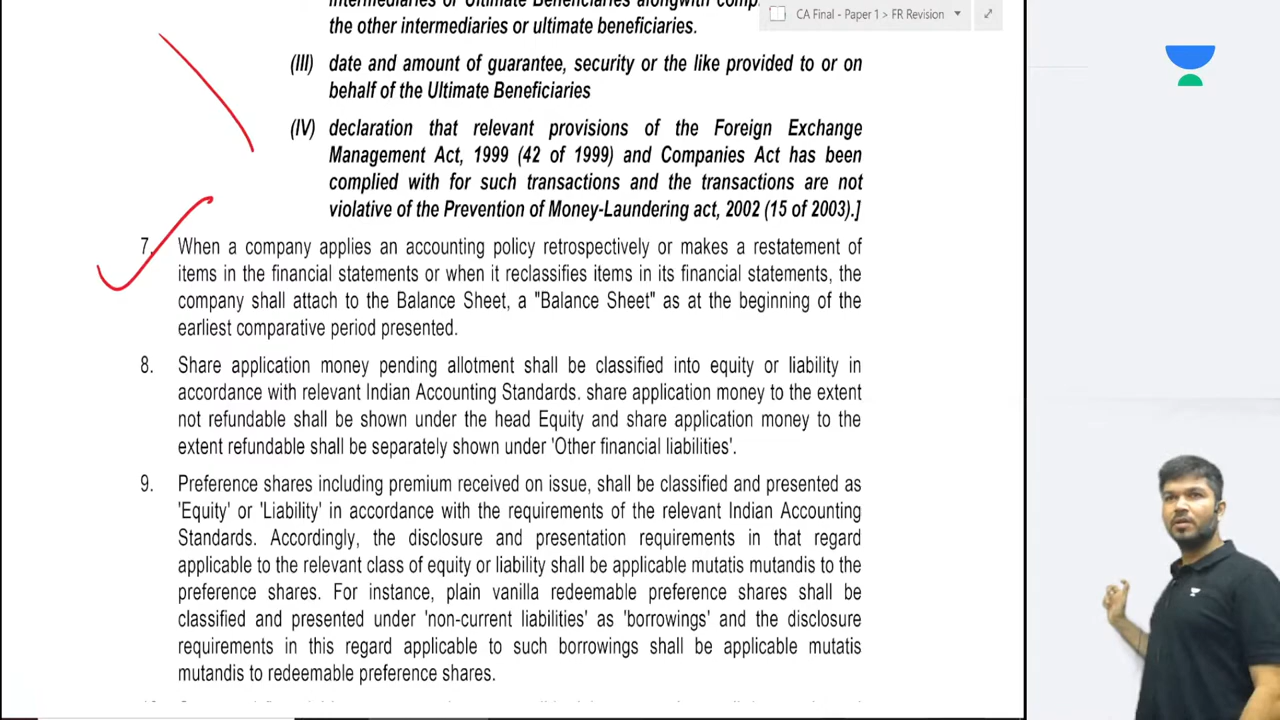 intermediaries or Ultimate Beneficiaries alongwith
the other intermediaries or ultimate beneficiaries.
CA Final - Paper 1 > FR Revision
(III) date and amount of guarantee, security or the like provided to or on
behalf of the Ultimate Beneficiaries
(IV) declaration that relevant provisions of the Foreign Exchange
Management Act, 1999 (42 of 1999) and Companies Act has been
complied with for such transactions and the transactions are not
violative of the Prevention of Money-Laundering act, 2002 (15 of 2003).]
7. When a company applies an accounting policy retrospectively or makes a restatement of
items in the financial statements or when it reclassifies items in its financial statements, the
company shall attach to the Balance Sheet, a "Balance Sheet" as at the beginning of the
earliest comparative period presented.
8. Share application money pending allotment shall be classified into equity or liability in
accordance with relevant Indian Accounting Standards. share application money to the extent
not refundable shall be shown under the head Equity and share application money to the
extent refundable shall be separately shown under 'Other financial liabilities'.
9. Preference shares including premium received on issue, shall be classified and presented as
'Equity' or 'Liability' in accordance with the requirements of the relevant Indian Accounting
Standards. Accordingly, the disclosure and presentation requirements in that regard
applicable to the relevant class of equity or liability shall be applicable mutatis mutandis to the
preference shares. For instance, plain vanilla redeemable preference shares shall be
classified and presented under 'non-current liabilities' as 'borrowings' and the disclosure
requirements in this regard applicable to such borrowings shall be applicable mutatis
mutandis to redeemable preference shares.